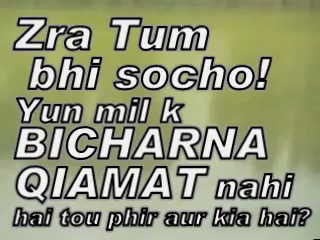 Zra Tum
bhi socho!
Yun mil k
BICHARNA
QIAMAT nahi
hai tou phir aur kia hai?